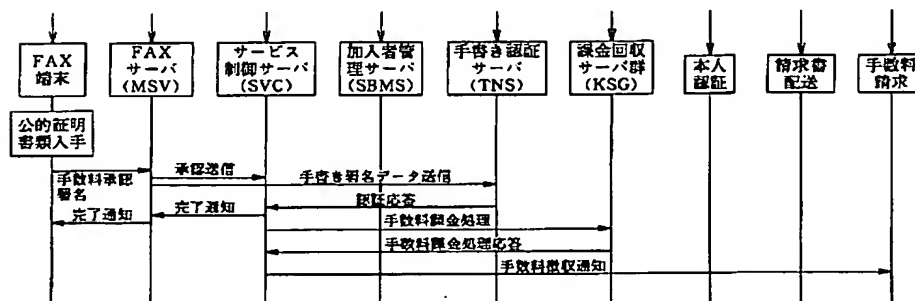 FAX
端末
FAX
サーバ
(MSV)
サービス
制御サーバ
(SVC)
加入者管
理サーバ
(SBMS)
手書き認証
サーバ
(TNS)
課金回収
サーバ群
(KSG)
本人
認証
請求書
配送
手数料
請求
公的証明
書類入手
手数料承認
署名
承認送信
手書き署名データ送信
認証応答
完了通知
完了通知
手数料課金処理
手数料課金処理応答
手数料徴収通知